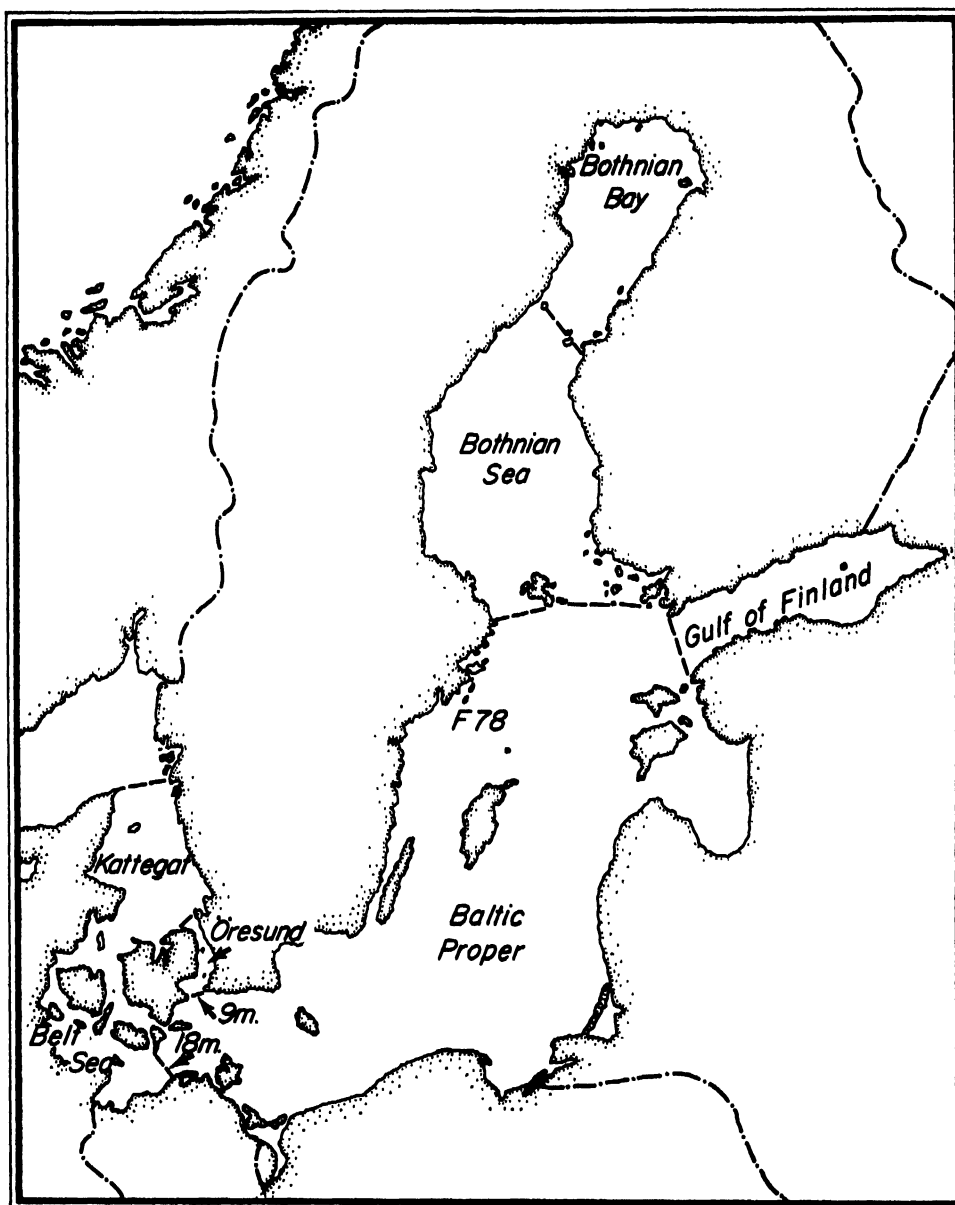 Bothnian
Bay
Bothnian
Sea
Gulf of Finland
F78
Kattegat
Öresund
Baltic
Proper
9m.
Belt
Sea
18m.